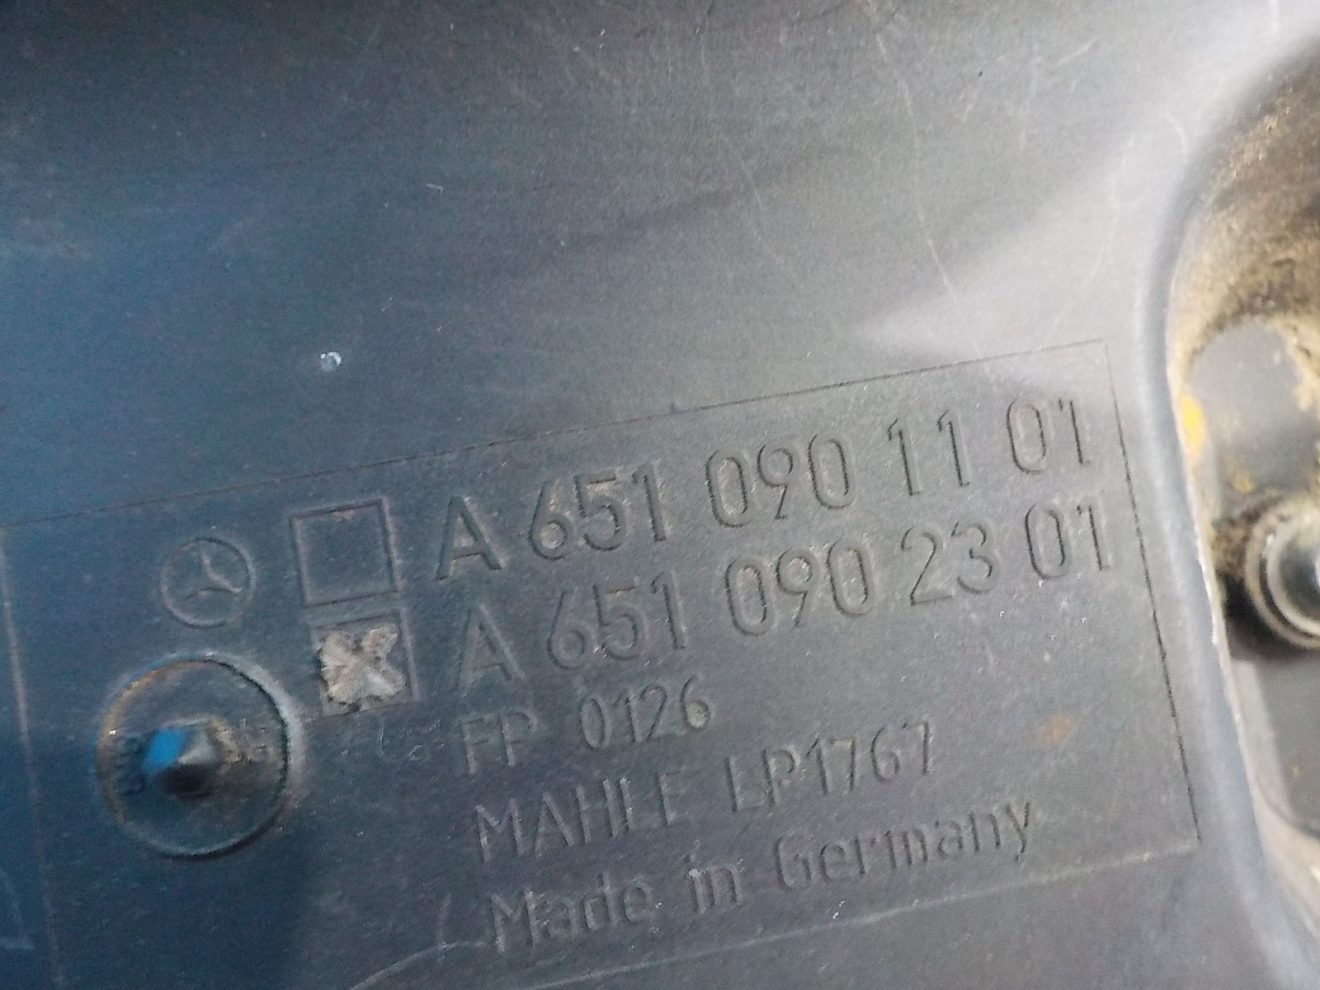 A 651 090 11 01
A 651 090 23 01
FP 0126
MAHLE LP1767
Made in Germany